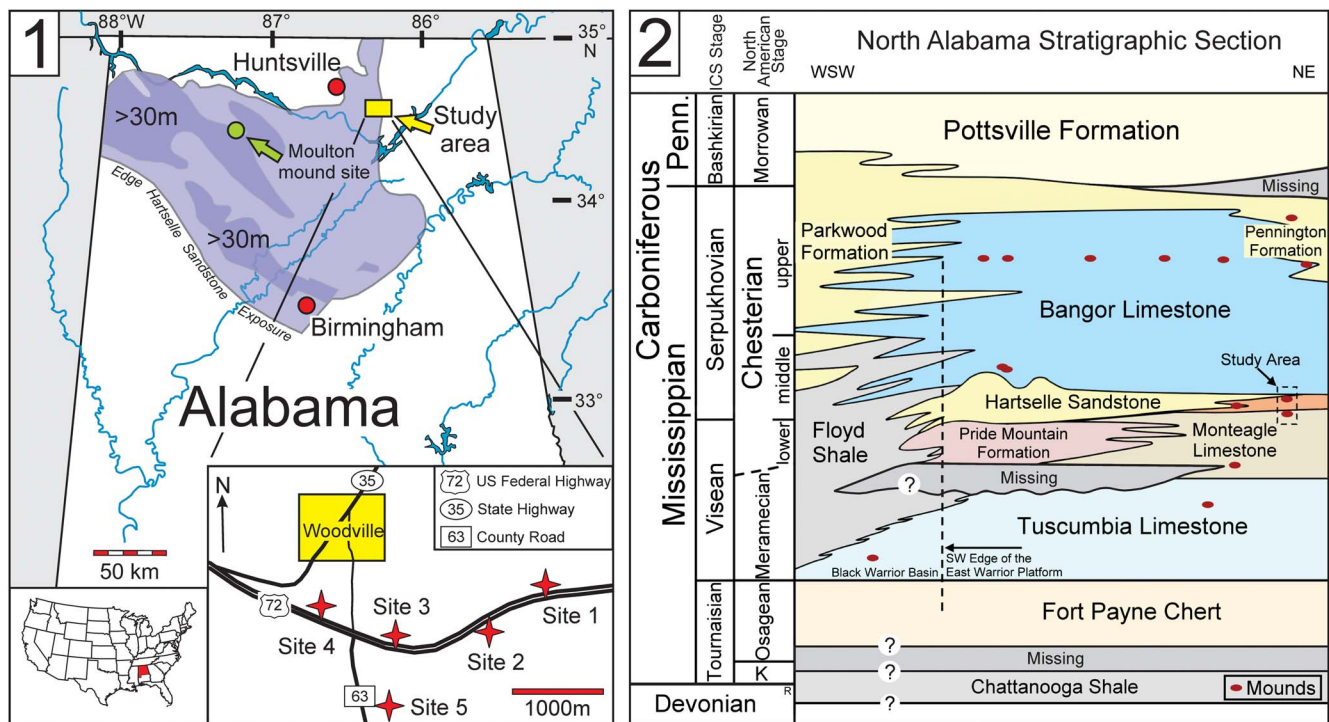 1
88°W
87°
86°
35°
N
Huntsville
>30m
Study
area
Moulton
mound site
34°
Edge Hartselle Sandstone Exposure
>30m
Birmingham
Alabama
33°
50 km
N
35
Woodville
72 US Federal Highway
35 State Highway
63 County Road
72
Site 3
Site 1
Site 4
Site 2
63
Site 5
1000m
2
ICS Stage
North
American
Stage
North Alabama Stratigraphic Section
WSW
NE
Carboniferous
Penn.
Bashkirian
Morrowan
Pottsville Formation
Missing
Mississippian
Serpukhovian
Chesterian
upper
Parkwood
Formation
Pennington
Formation
Bangor Limestone
middle
Study Area
Hartselle Sandstone
lower
Floyd
Shale
Pride Mountain
Formation
Monteagle
Limestone
Visean
Meramecian
?
Missing
Tuscumbia Limestone
SW Edge of the
East Warrior Platform
Black Warrior Basin
Tournaisian
Osagean
Fort Payne Chert
?
Missing
K
?
Chattanooga Shale
Devonian
R
?
Mounds